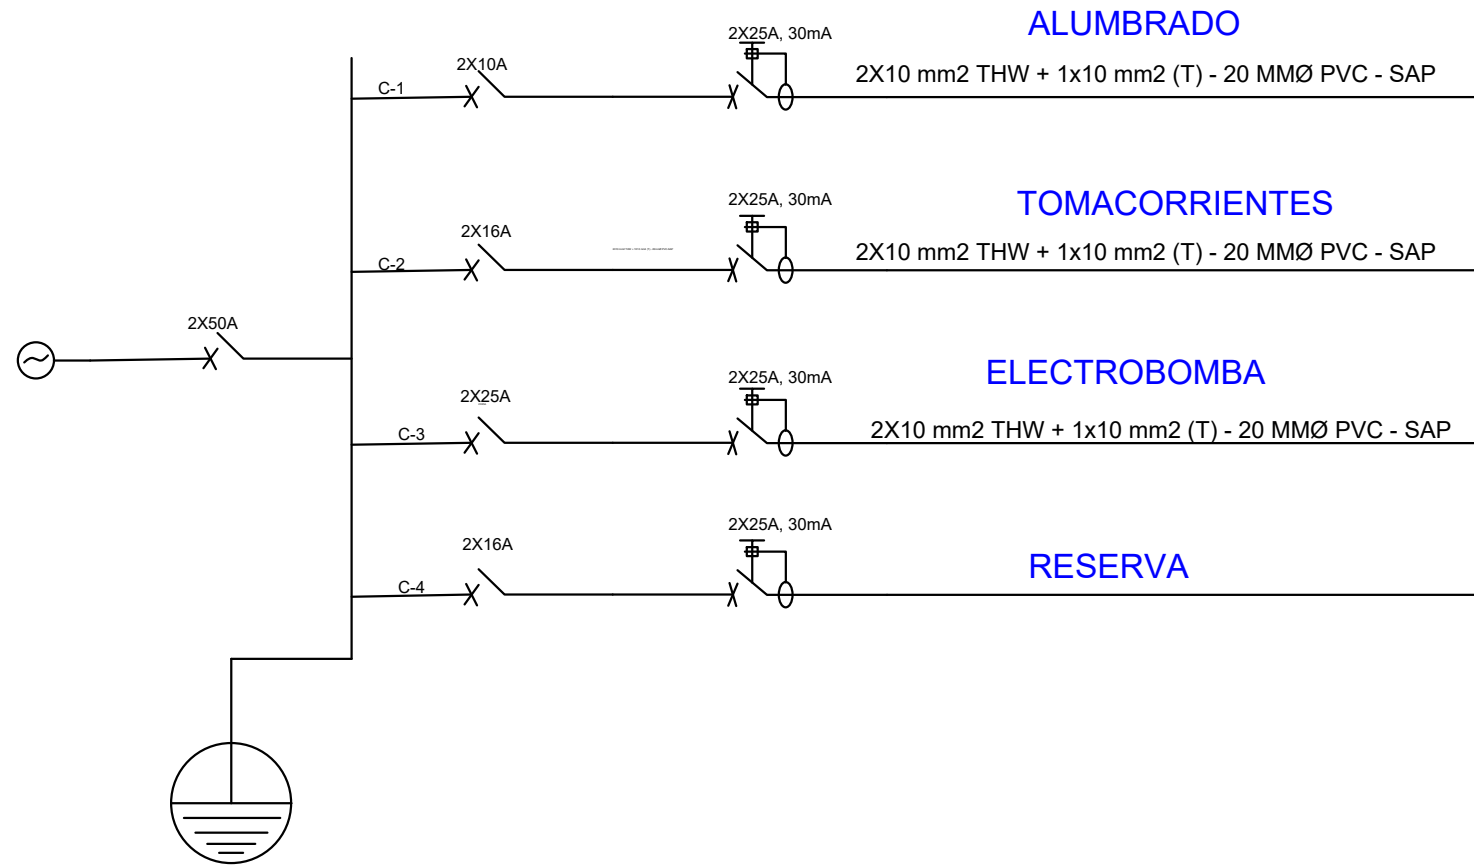 ALUMBRADO
2X25A, 30mA
2X10A
2X10 mm2 THW + 1x10 mm2 (T) - 20 MMØ PVC - SAP
C-1
TOMACORRIENTES
2X25A, 30mA
2X16A
2X10 mm2 THW + 1x10 mm2 (T) - 20 MMØ PVC - SAP
C-2
2X50A
ELECTROBOMBA
2X25A, 30mA
2X25A
2X10 mm2 THW + 1x10 mm2 (T) - 20 MMØ PVC - SAP
C-3
2X25A, 30mA
2X16A
RESERVA
C-4